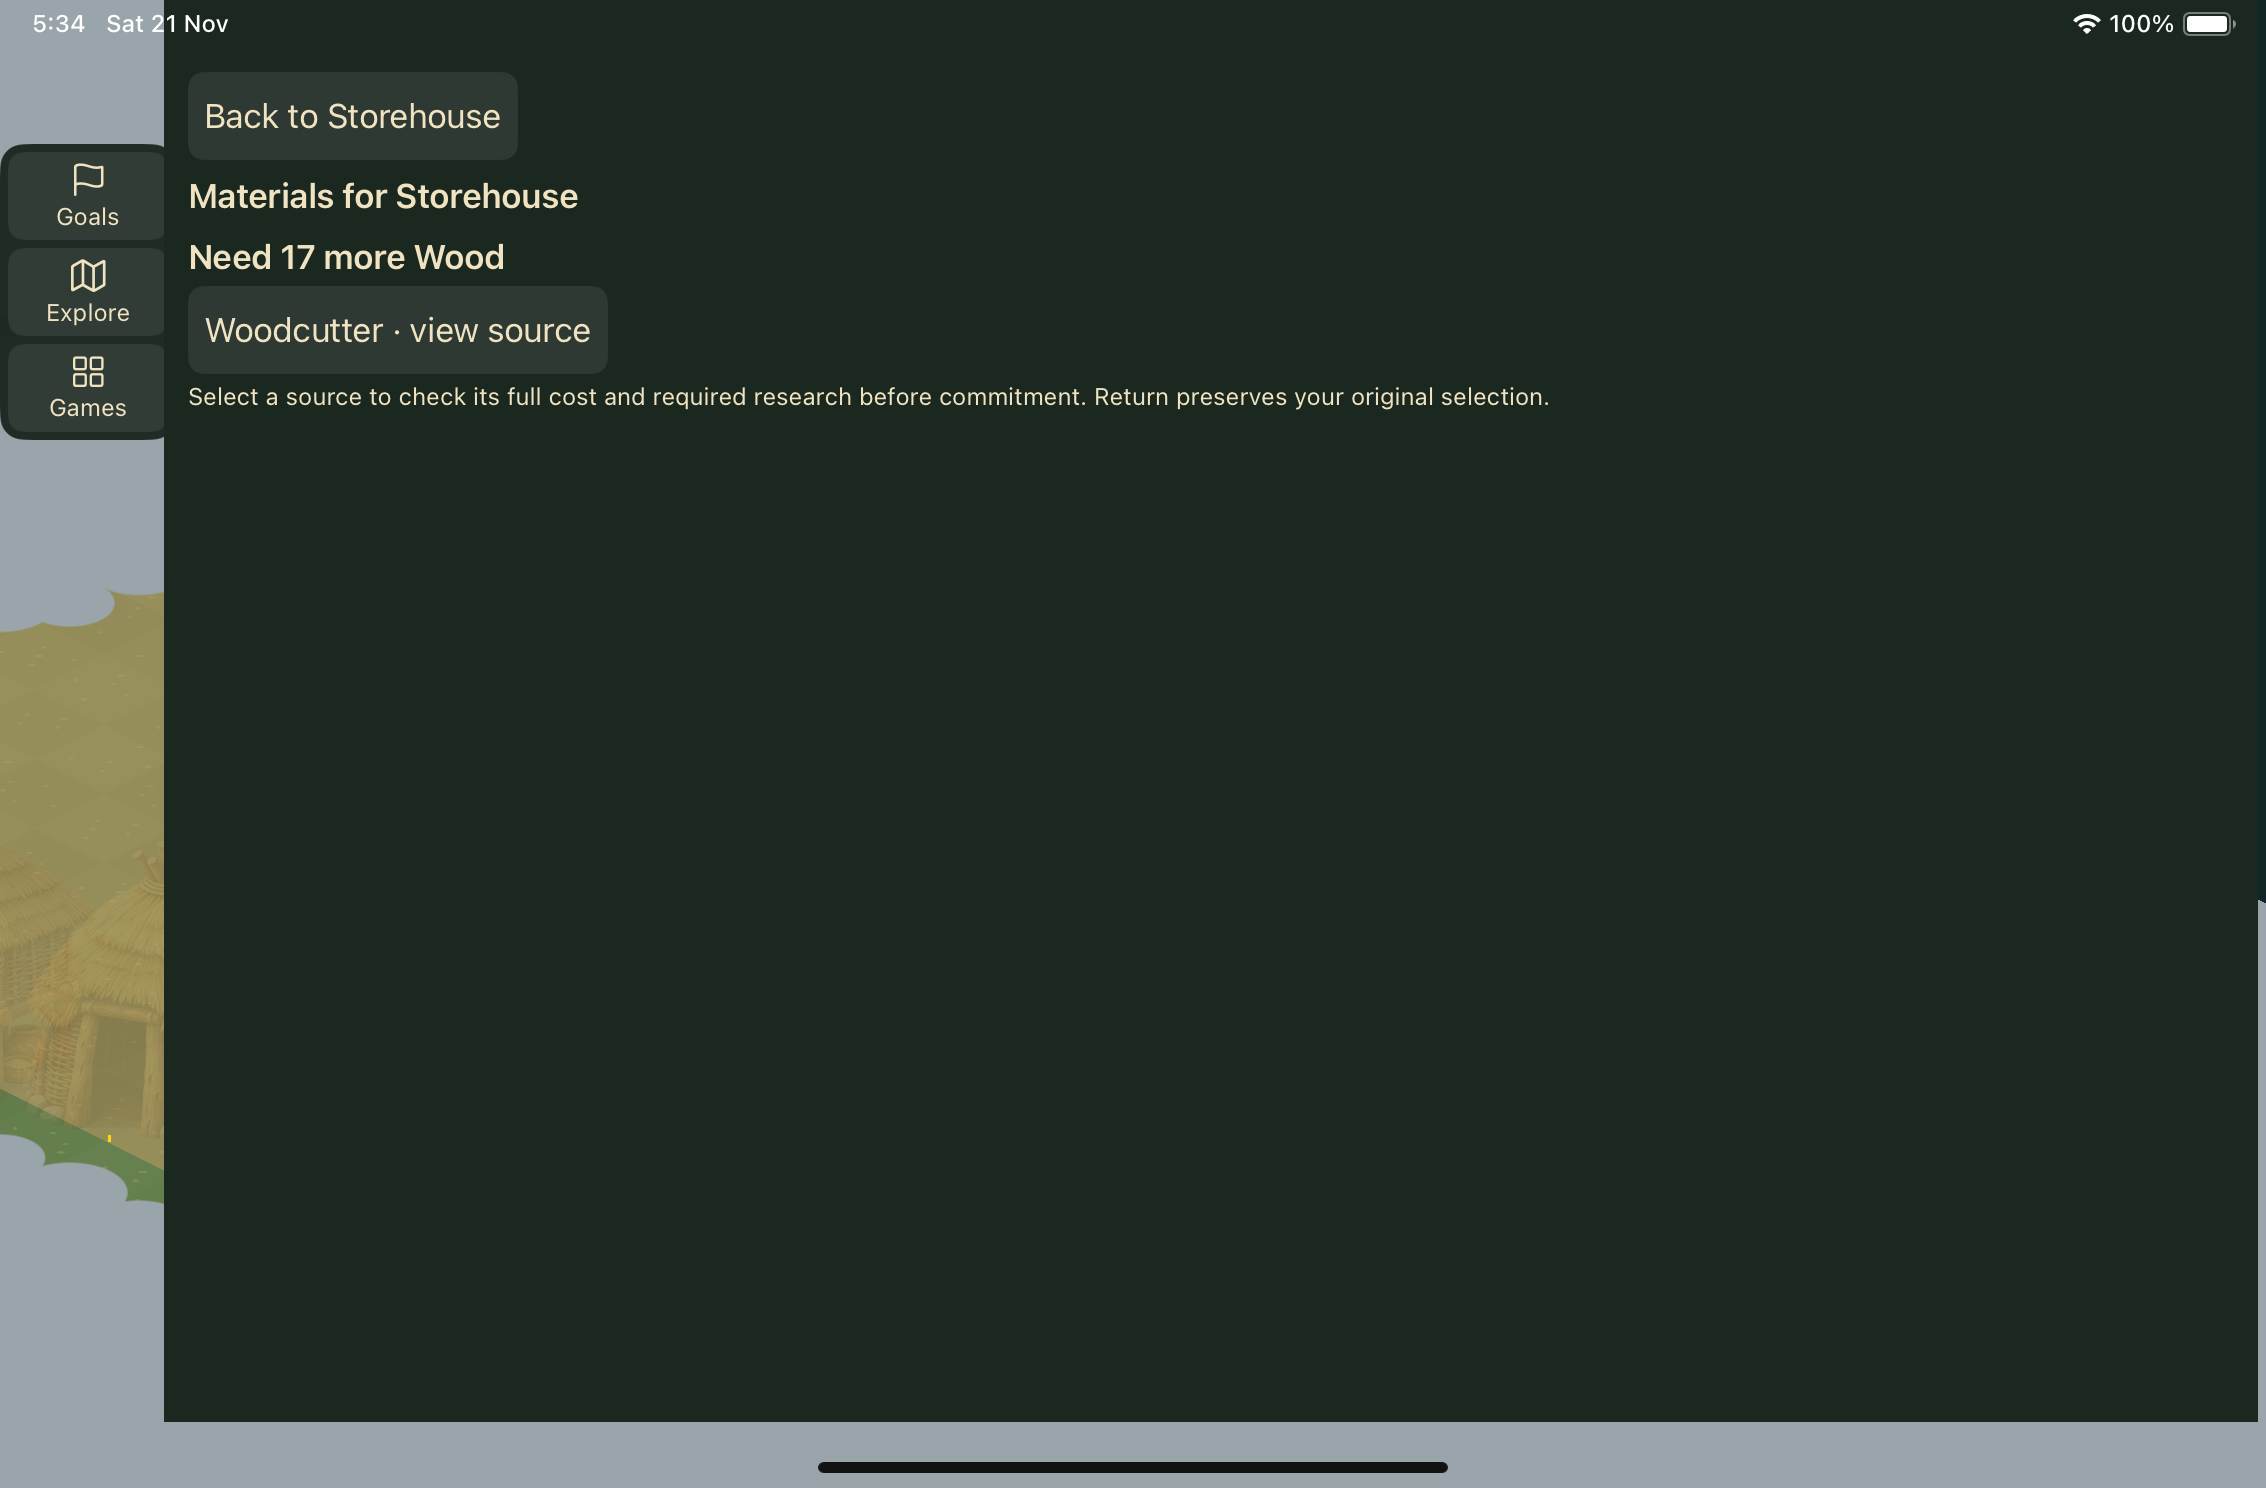 5:34 Sat 21 Nov
100%
Back to Storehouse
Materials for Storehouse
Need 17 more Wood
Woodcutter · view source
Select a source to check its full cost and required research before commitment. Return preserves your original selection.
Goals
Explore
Games